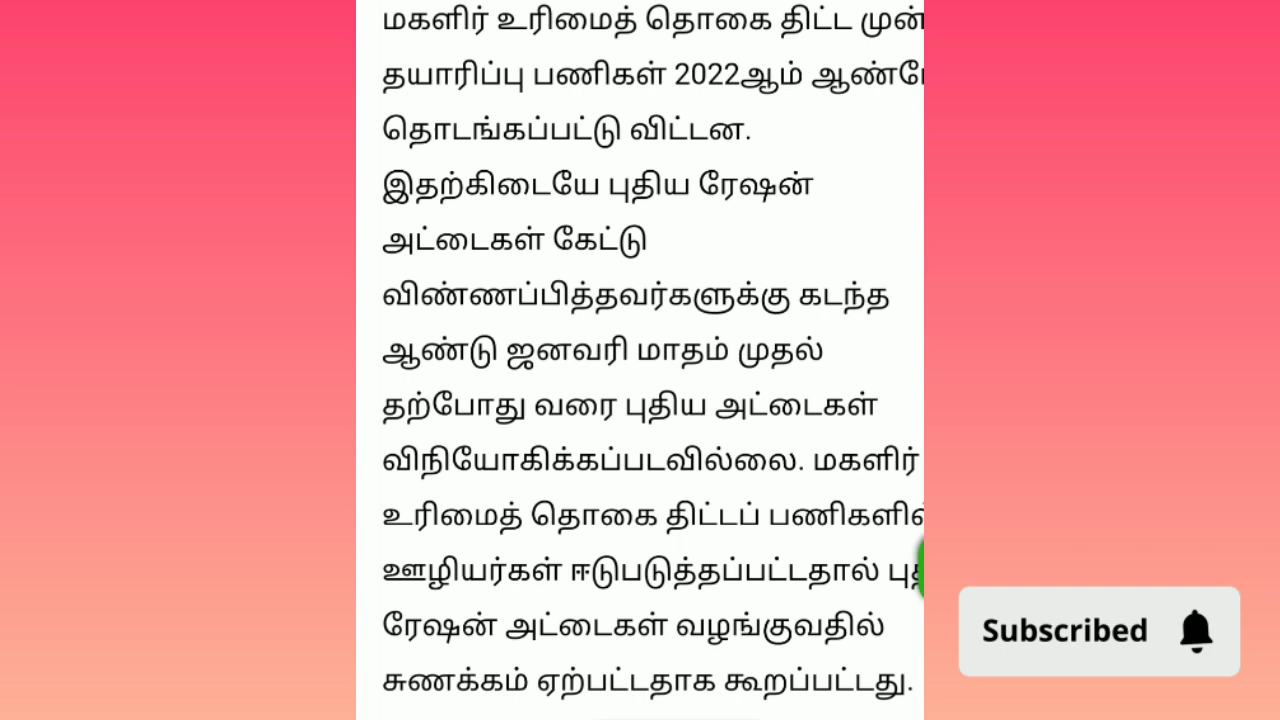 மகளிர் உரிமைத் தொகை திட்ட முன்
தயாரிப்பு பணிகள் 2022ஆம்
தொடங்கப்பட்டு விட்டன.
இதற்கிடையே புதிய ரேஷன்
அட்டைகள் கேட்டு
விண்ணப்பித்தவர்களுக்கு கடந்த
ஆண்டு ஜனவரி மாதம் முதல்
தற்போது வரை புதிய அட்டைகள்
விநியோகிக்கப்படவில்லை. மகளிர்
உரிமைத் தொகை திட்டப் பணிகளில்
ஊழியர்கள் ஈடுபடுத்தப்பட்டதால்
ரேஷன் அட்டைகள் வழங்குவதில்
சுணக்கம் ஏற்பட்டதாக கூறப்பட்டது.
Subscribed